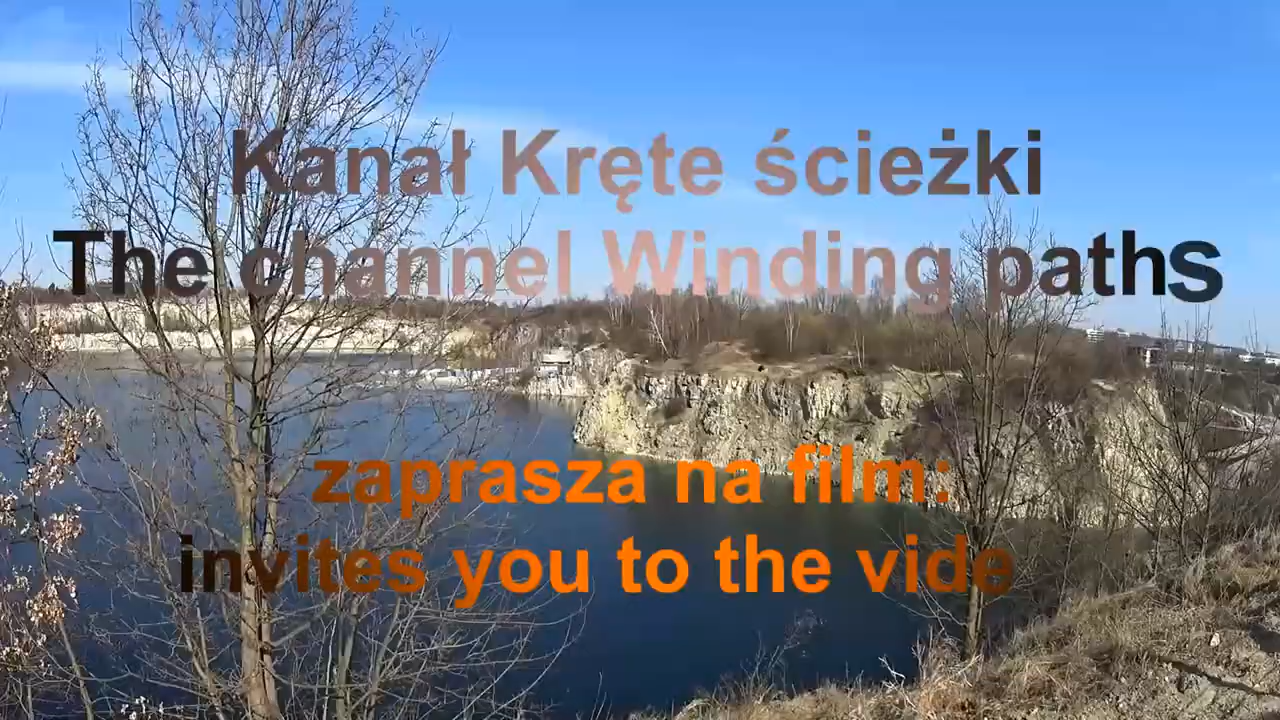 Kanał Kręte ścieżki
The channel Winding paths
zaprasza na film:
invites you to the vide